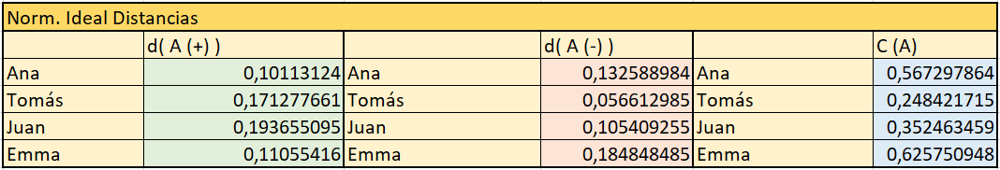 Norm. Ideal Distancias
d( A (+) ) d( A (-) ) C (A)
Ana 0,10113124 Ana 0,132588984 Ana 0,567297864
Tomás 0,171277661 Tomás 0,056612985 Tomás 0,248421715
Juan 0,193655095 Juan 0,105409255 Juan 0,352463459
Emma 0,11055416 Emma 0,184848485 Emma 0,625750948